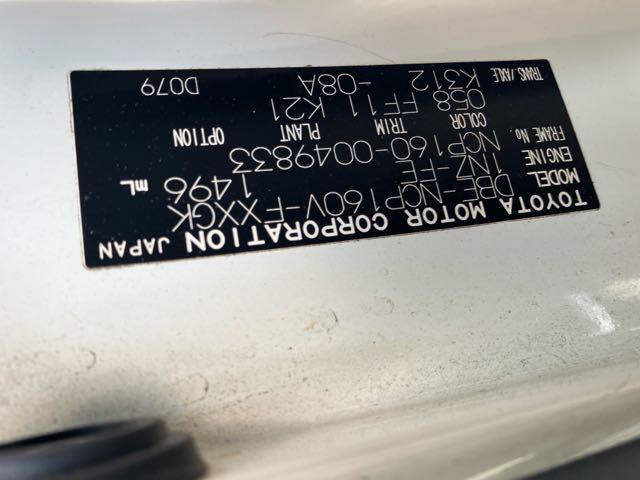 TOYOTA MOTOR CORPORATION JAPAN
MODEL DBE-NCP160V-FXXGK
ENGINE 1NZ-FE 1496 mL
FRAME No. NCP160-0049833
COLOR TRIM PLANT OPTION
058 FF11 K21
TRANS/AXLE K312 -08A D079